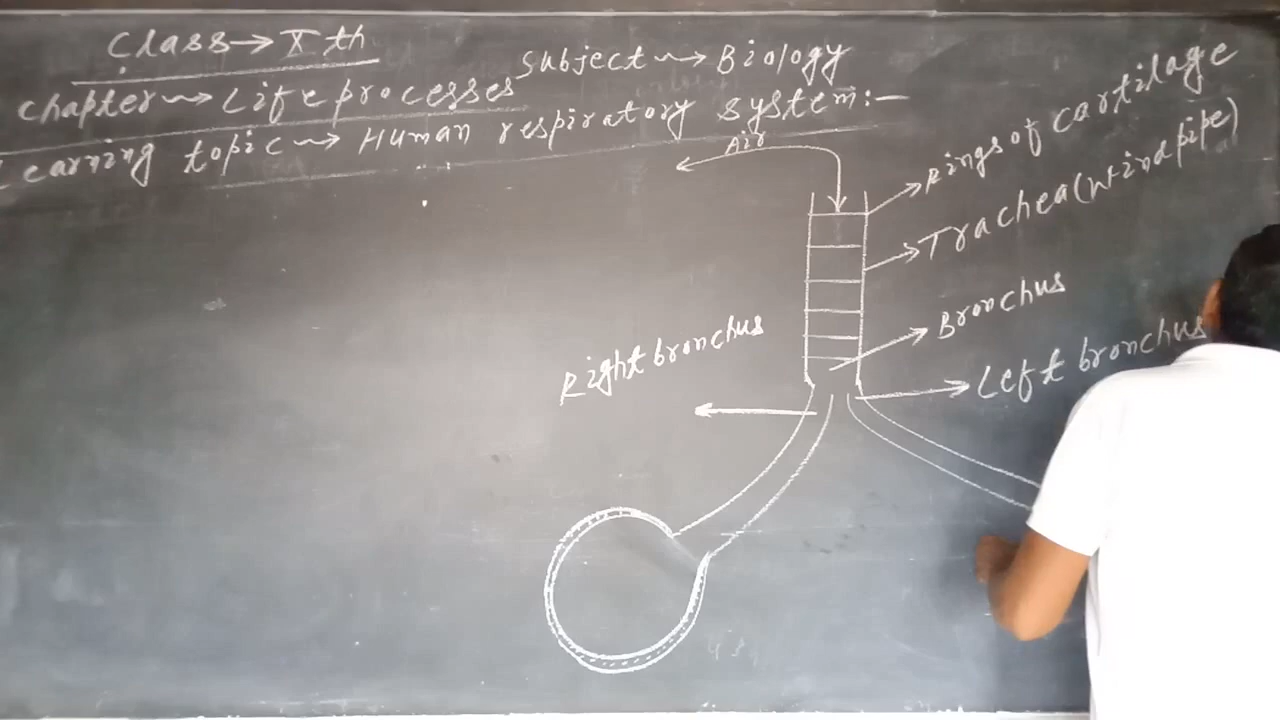 Class→Xth
Subject⇝Biology
Chapter⇝Life processes
Learning topic⇝Human respiratory system:-
Air
Rings of cartilage
Trachea(Wind pipe)
Bronchus
Right bronchus
Left bronchus